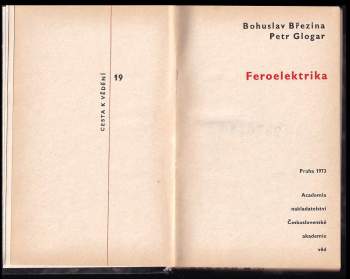 CESTA K VĚDĚNÍ
19
Bohuslav Březina
Petr Glogar
Feroelektrika
Praha 1973
Academia
nakladatelství
Československé
akademie
věd